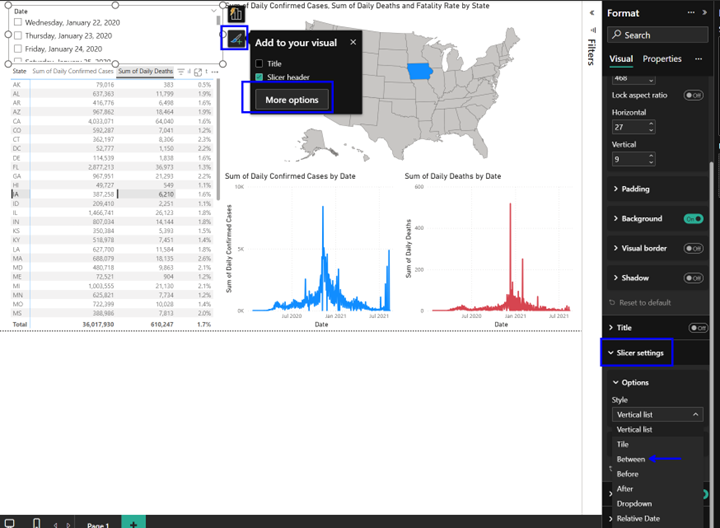 Date
Wednesday, January 22, 2020
Thursday, January 23, 2020
Friday, January 24, 2020
Saturday, January 25, 2020
State Sum of Daily Confirmed Cases Sum of Daily Deaths
AK 79,016 383 0.5%
AL 637,363 11,799 1.9%
AR 416,776 6,498 1.6%
AZ 967,862 18,464 1.9%
CA 4,033,071 64,040 1.6%
CO 592,287 7,041 1.2%
CT 362,197 8,306 2.3%
DC 52,777 1,150 2.2%
DE 114,539 1,838 1.6%
FL 2,877,213 36,973 1.3%
GA 951,291 21,293 2.2%
HI 49,727 549 1.1%
IA 387,258 6,210 1.6%
ID 209,410 2,251 1.1%
IL 1,466,741 26,123 1.8%
IN 807,034 14,144 1.8%
KS 350,384 5,393 1.5%
KY 518,978 7,451 1.4%
LA 627,700 11,584 1.8%
MA 688,079 18,135 2.6%
MD 480,718 9,863 2.1%
ME 72,521 904 1.2%
MI 1,003,555 21,130 2.1%
MN 625,821 7,734 1.2%
MO 722,399 10,028 1.4%
MS 388,986 7,813 2.0%
Total 36,017,930 610,247 1.7%
Sum of Daily Confirmed Cases, Sum of Daily Deaths and Fatality Rate by State
Add to your visual
Title
Slicer header
More options
Sum of Daily Confirmed Cases by Date
Sum of Daily Confirmed Cases
10K
5K
0K
Jul 2020 Jan 2021 Jul 2021
Date
Sum of Daily Deaths by Date
Sum of Daily Deaths
600
400
200
0
Jul 2020 Jan 2021 Jul 2021
Date
Page 1
+
Filters
Format
Search
Visual Properties
468
Lock aspect ratio Off
Horizontal
27
Vertical
9
Padding
Background On
Visual border Off
Shadow Off
Reset to default
Title Off
Slicer settings
Options
Style
Vertical list
Vertical list
Tile
Between
Before
After
Dropdown
Relative Date